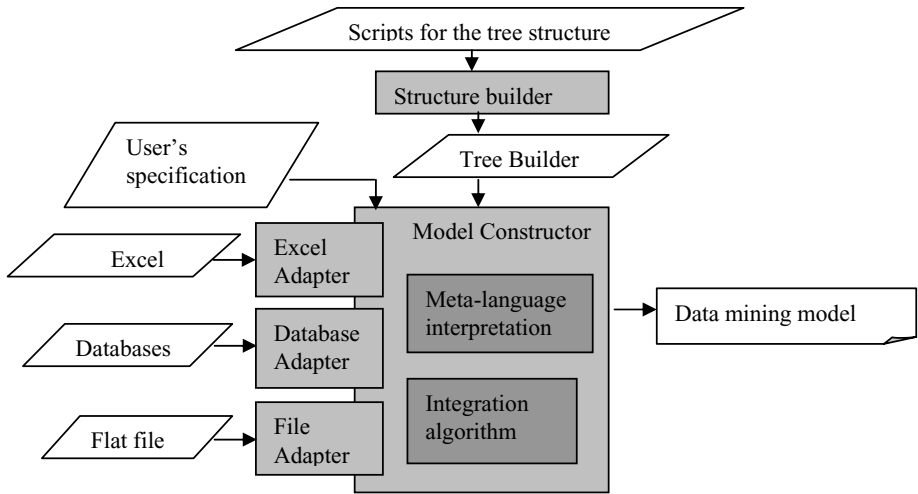 Scripts for the tree structure
Structure builder
User's
specification
Tree Builder
Model Constructor
Excel
Excel
Adapter
Meta-language
interpretation
Data mining model
Databases
Database
Adapter
Integration
algorithm
Flat file
File
Adapter